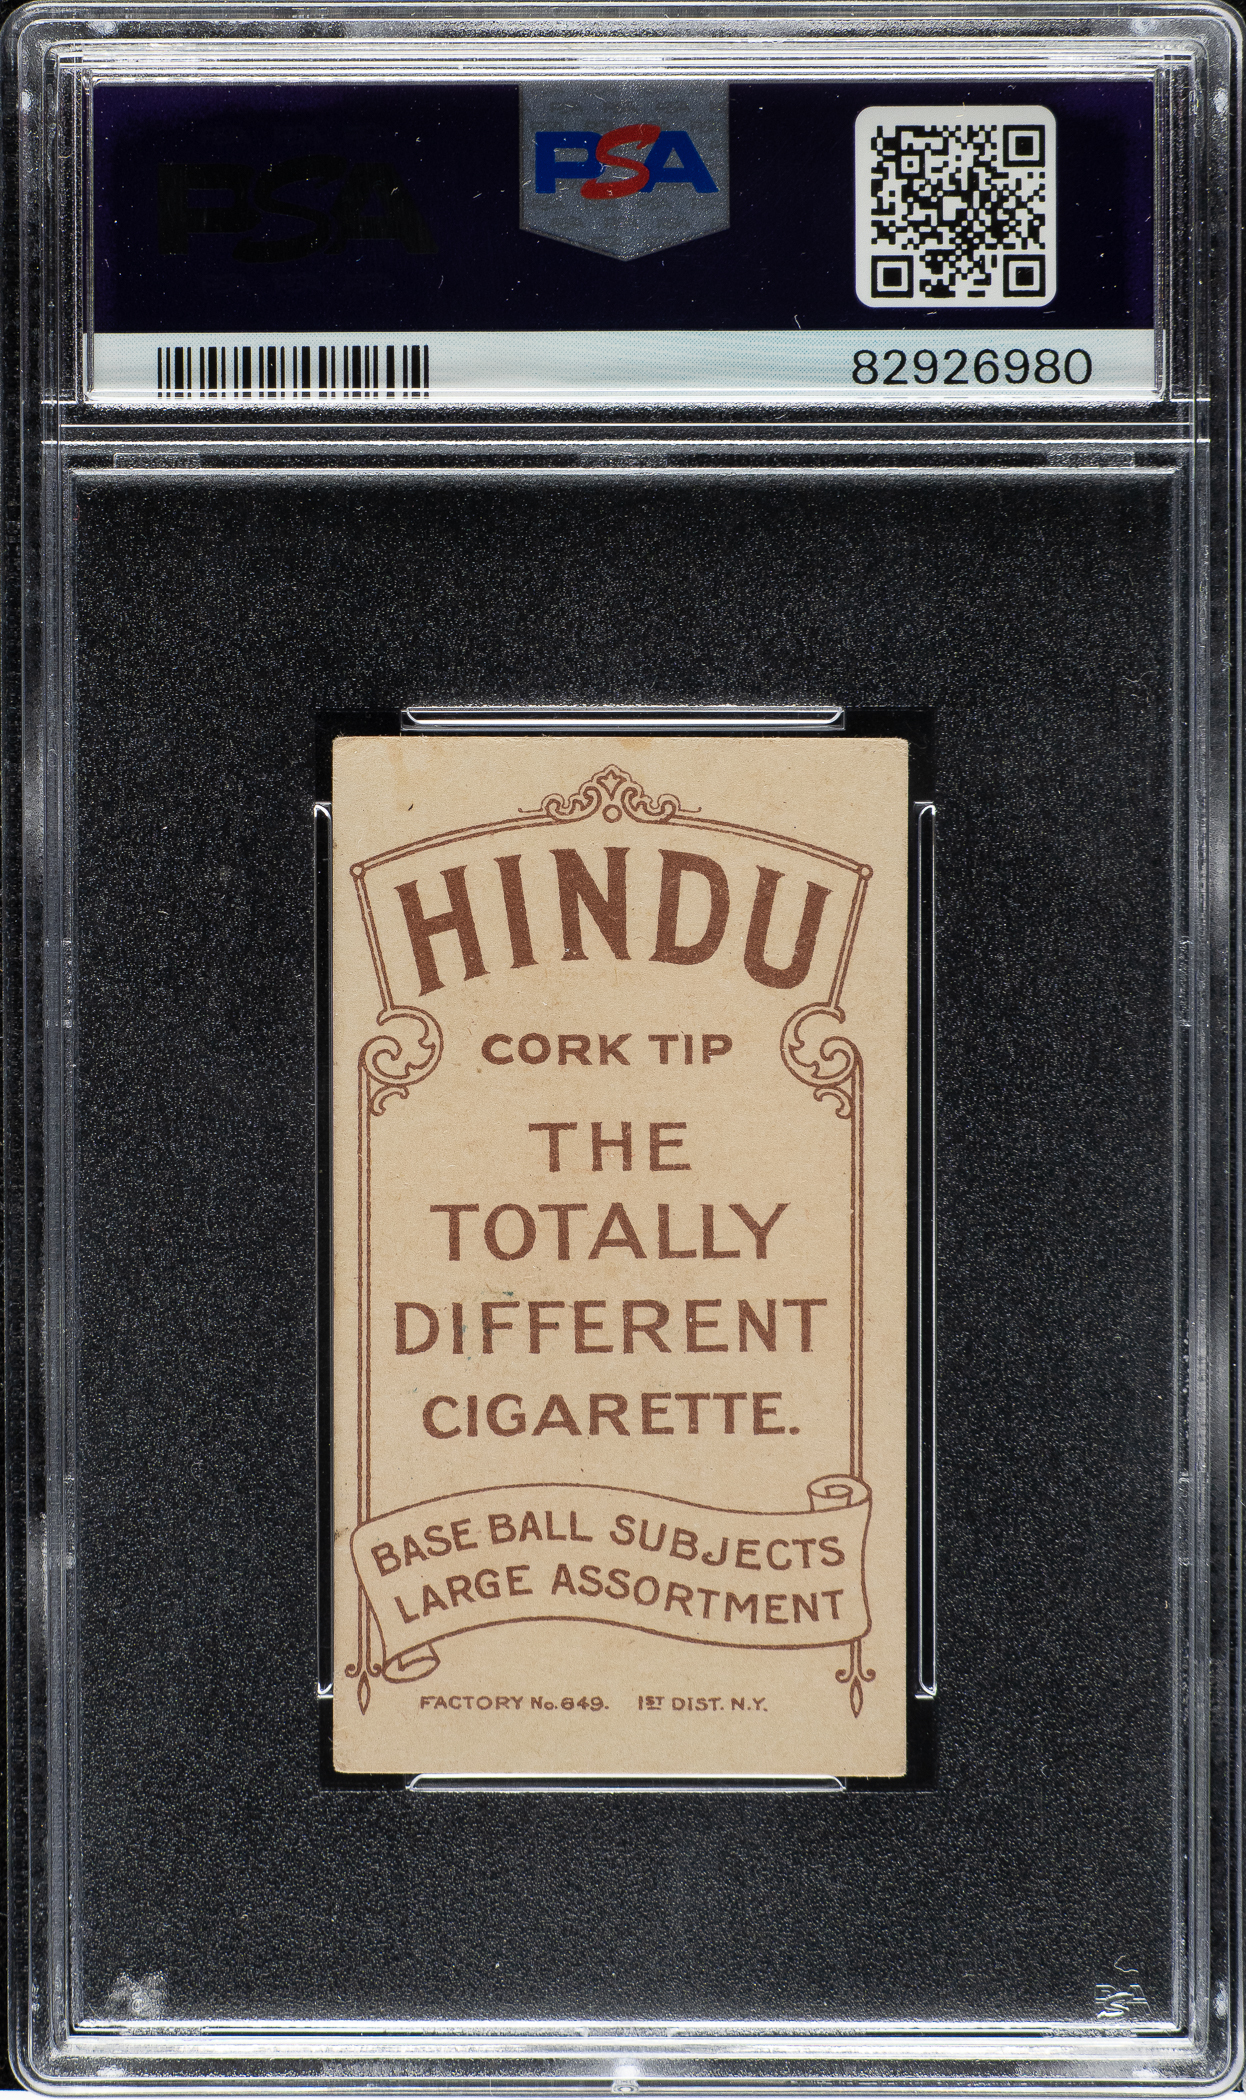 PSA
PSA
82926980
HINDU
CORK TIP
THE
TOTALLY
DIFFERENT
CIGARETTE.
BASE BALL SUBJECTS
LARGE ASSORTMENT
FACTORY No. 649. 1ST DIST. N.Y.